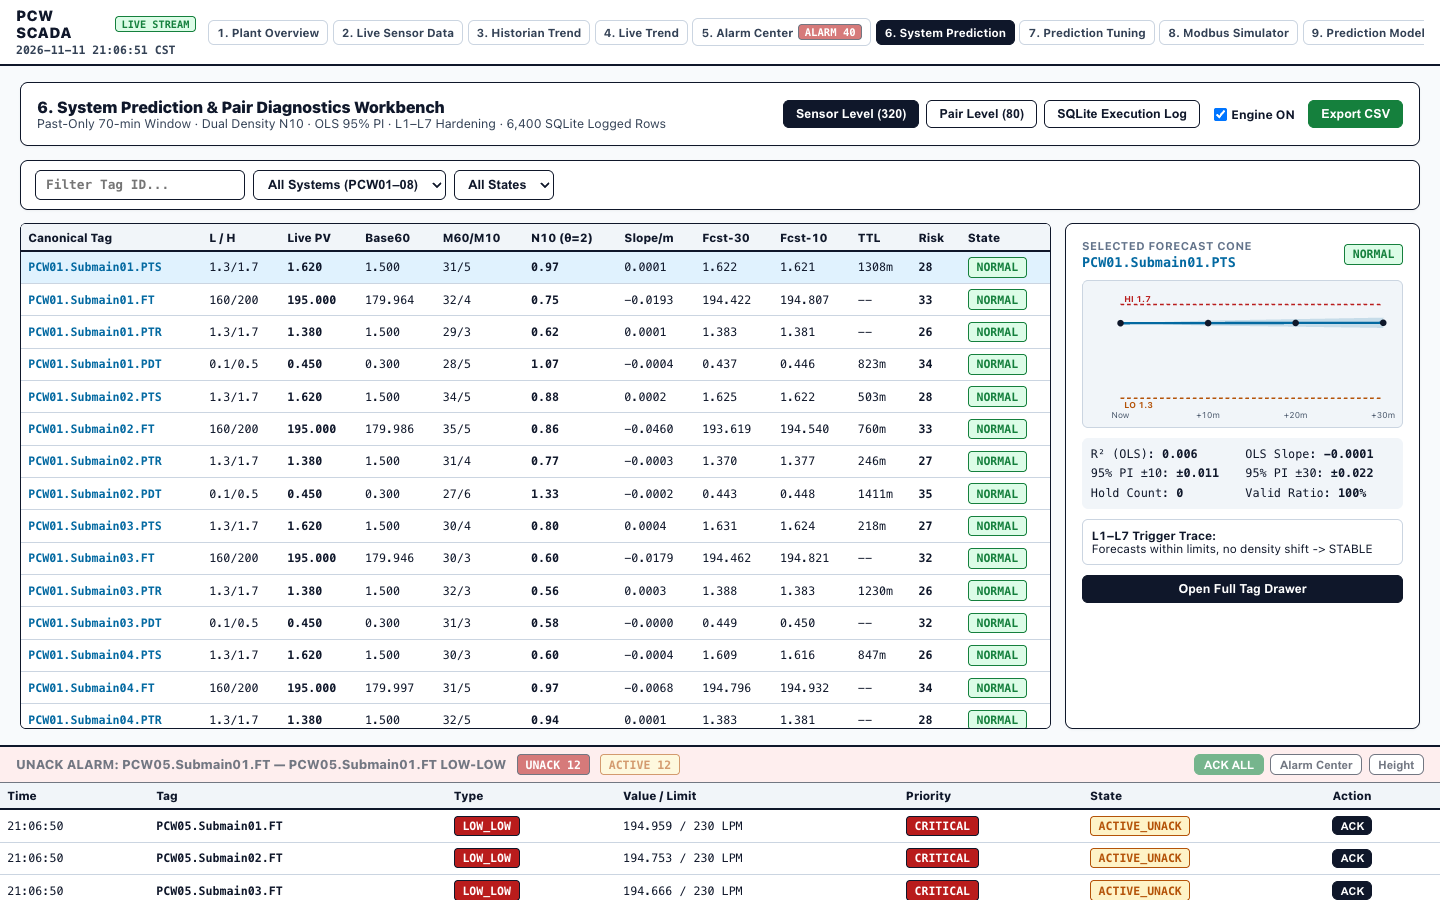 PCW SCADA
LIVE STREAM
2026-11-11 21:06:51 CST
1. Plant Overview
2. Live Sensor Data
3. Historian Trend
4. Live Trend
5. Alarm Center ALARM 40
6. System Prediction
7. Prediction Tuning
8. Modbus Simulator
9. Prediction Model
6. System Prediction & Pair Diagnostics Workbench
Past-Only 70-min Window · Dual Density N10 · OLS 95% PI · L1–L7 Hardening · 6,400 SQLite Logged Rows
Sensor Level (320)
Pair Level (80)
SQLite Execution Log
Engine ON
Export CSV
Filter Tag ID...
All Systems (PCW01–08)
All States
Canonical Tag L / H Live PV Base60 M60/M10 N10 (θ=2) Slope/m Fcst-30 Fcst-10 TTL Risk State
PCW01.Submain01.PTS 1.3/1.7 1.620 1.500 31/5 0.97 0.0001 1.622 1.621 1308m 28 NORMAL
PCW01.Submain01.FT 160/200 195.000 179.964 32/4 0.75 -0.0193 194.422 194.807 -- 33 NORMAL
PCW01.Submain01.PTR 1.3/1.7 1.380 1.500 29/3 0.62 0.0001 1.383 1.381 -- 26 NORMAL
PCW01.Submain01.PDT 0.1/0.5 0.450 0.300 28/5 1.07 -0.0004 0.437 0.446 823m 34 NORMAL
PCW01.Submain02.PTS 1.3/1.7 1.620 1.500 34/5 0.88 0.0002 1.625 1.622 503m 28 NORMAL
PCW01.Submain02.FT 160/200 195.000 179.986 35/5 0.86 -0.0460 193.619 194.540 760m 33 NORMAL
PCW01.Submain02.PTR 1.3/1.7 1.380 1.500 31/4 0.77 -0.0003 1.370 1.377 246m 27 NORMAL
PCW01.Submain02.PDT 0.1/0.5 0.450 0.300 27/6 1.33 -0.0002 0.443 0.448 1411m 35 NORMAL
PCW01.Submain03.PTS 1.3/1.7 1.620 1.500 30/4 0.80 0.0004 1.631 1.624 218m 27 NORMAL
PCW01.Submain03.FT 160/200 195.000 179.946 30/3 0.60 -0.0179 194.462 194.821 -- 32 NORMAL
PCW01.Submain03.PTR 1.3/1.7 1.380 1.500 32/3 0.56 0.0003 1.388 1.383 1230m 26 NORMAL
PCW01.Submain03.PDT 0.1/0.5 0.450 0.300 31/3 0.58 -0.0000 0.449 0.450 -- 32 NORMAL
PCW01.Submain04.PTS 1.3/1.7 1.620 1.500 30/3 0.60 -0.0004 1.609 1.616 847m 26 NORMAL
PCW01.Submain04.FT 160/200 195.000 179.997 31/5 0.97 -0.0068 194.796 194.932 -- 34 NORMAL
PCW01.Submain04.PTR 1.3/1.7 1.380 1.500 32/5 0.94 0.0001 1.383 1.381 -- 28 NORMAL
SELECTED FORECAST CONE
PCW01.Submain01.PTS
NORMAL
HI 1.7
LO 1.3
Now +10m +20m +30m
R² (OLS): 0.006 OLS Slope: -0.0001
95% PI ±10: ±0.011 95% PI ±30: ±0.022
Hold Count: 0 Valid Ratio: 100%
L1–L7 Trigger Trace:
Forecasts within limits, no density shift -> STABLE
Open Full Tag Drawer
UNACK ALARM: PCW05.Submain01.FT — PCW05.Submain01.FT LOW-LOW UNACK 12 ACTIVE 12
ACK ALL
Alarm Center
Height
Time Tag Type Value / Limit Priority State Action
21:06:50 PCW05.Submain01.FT LOW_LOW 194.959 / 230 LPM CRITICAL ACTIVE_UNACK ACK
21:06:50 PCW05.Submain02.FT LOW_LOW 194.753 / 230 LPM CRITICAL ACTIVE_UNACK ACK
21:06:50 PCW05.Submain03.FT LOW_LOW 194.666 / 230 LPM CRITICAL ACTIVE_UNACK ACK